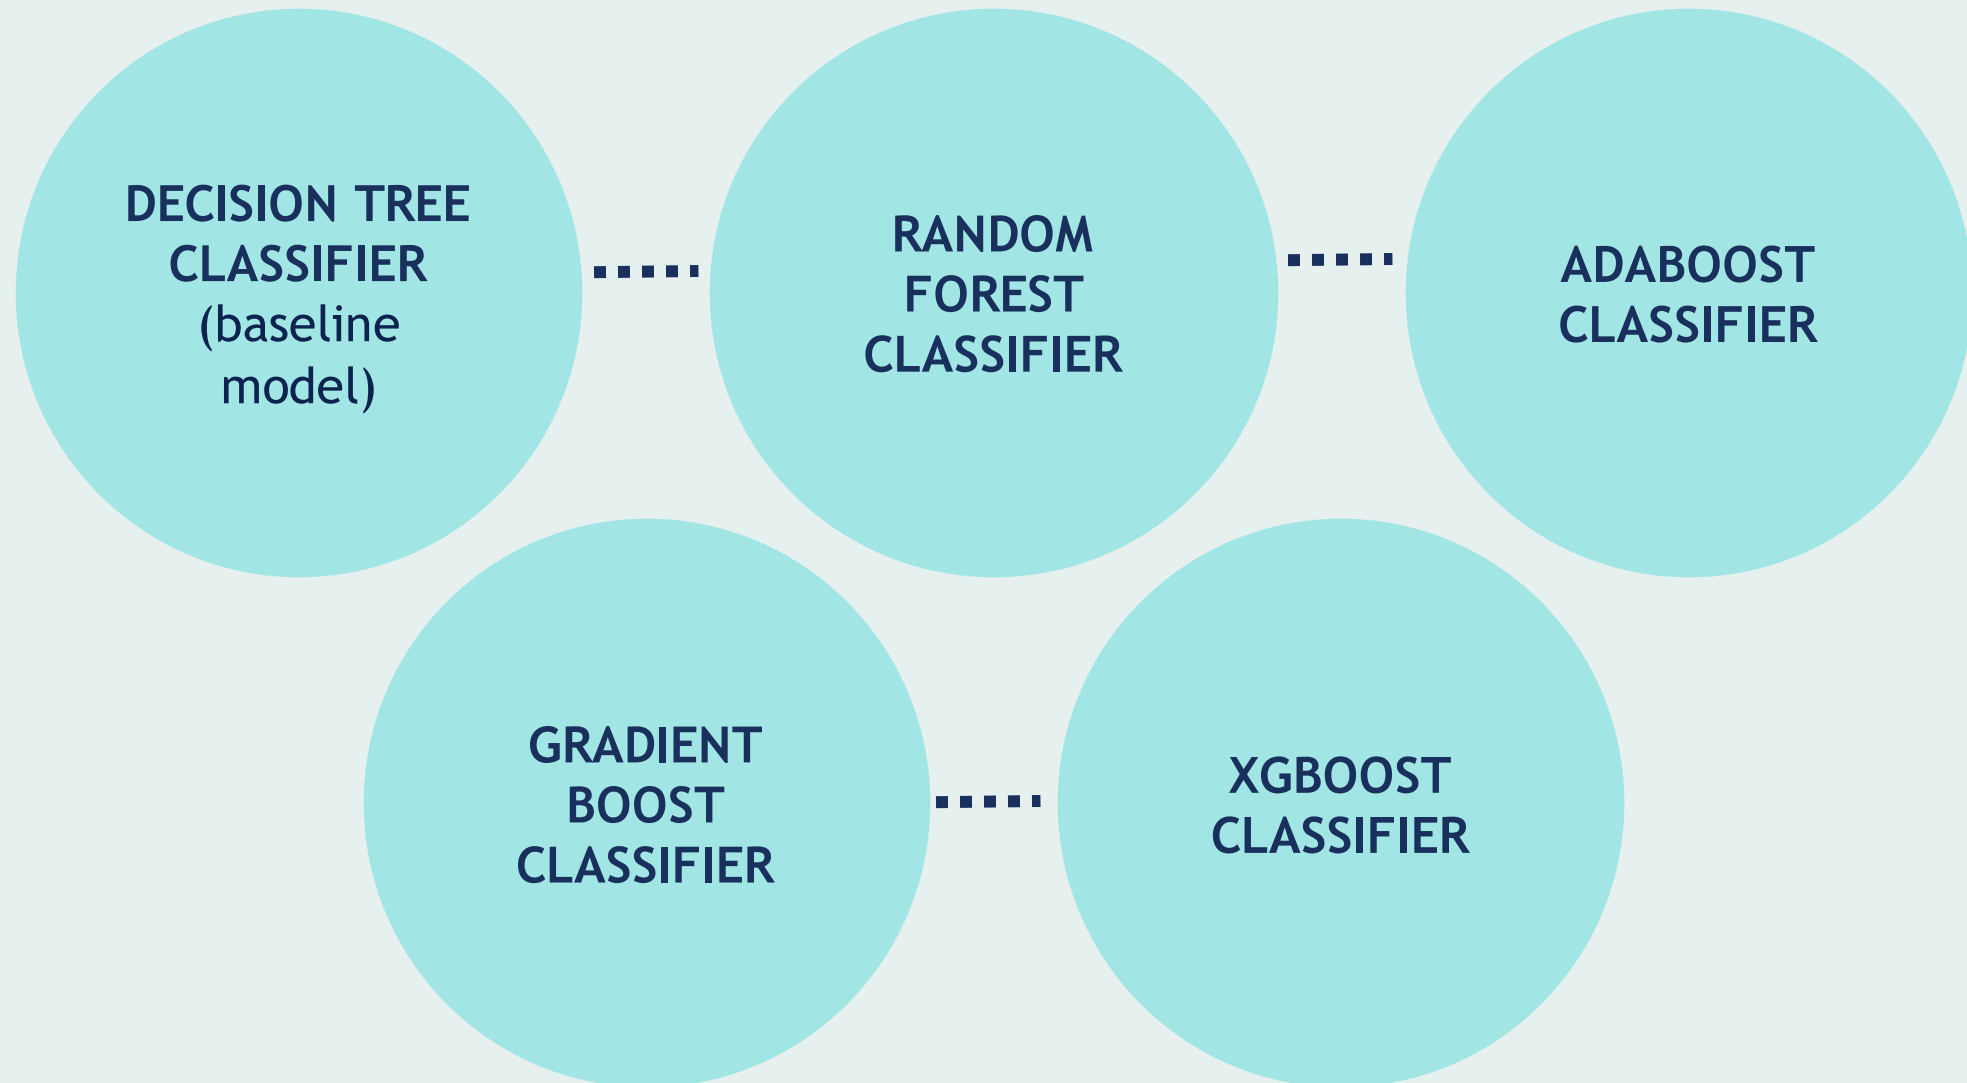 DECISION TREE
CLASSIFIER
(baseline
model)
RANDOM
FOREST
CLASSIFIER
ADABOOST
CLASSIFIER
GRADIENT
BOOST
CLASSIFIER
XGBOOST
CLASSIFIER